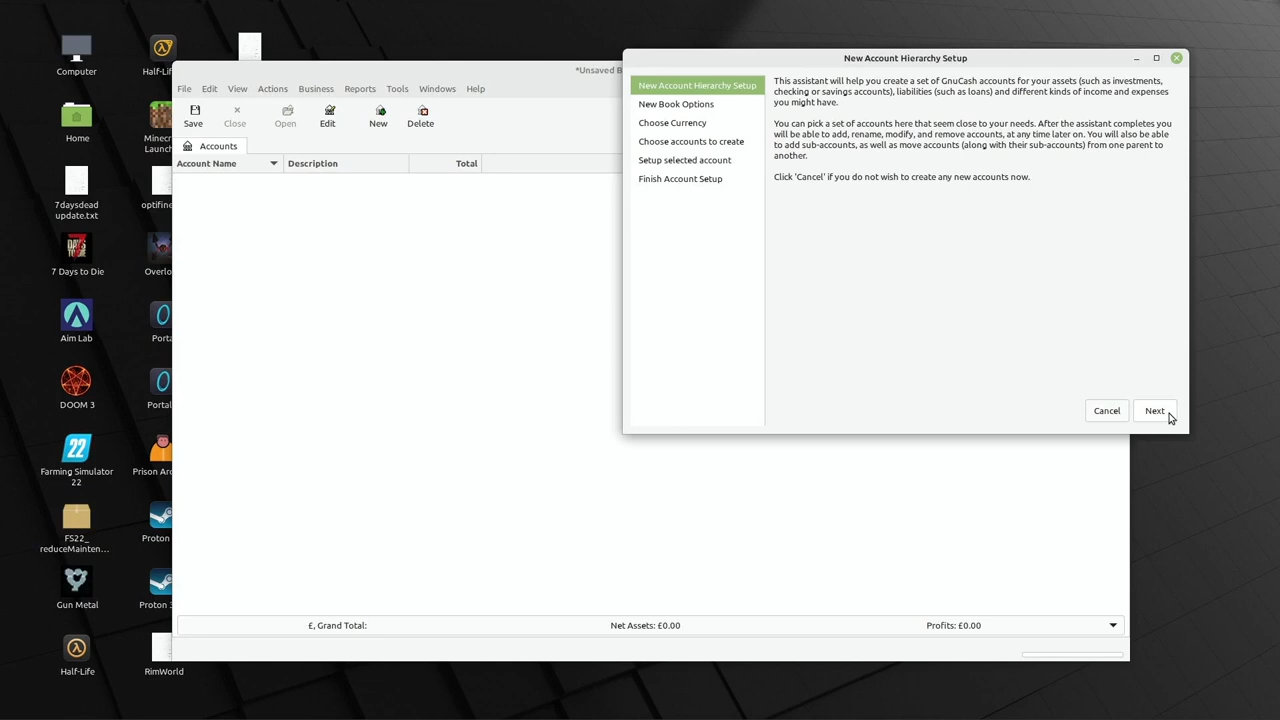 Computer
Half-Li
Home
Minec
Launch
7daysdead
update.txt
optifine
7 Days to Die
Overlo
Aim Lab
Porta
DOOM 3
Portal
Farming Simulator
22
Prison Arc
FS22_
reduceMainten...
Proton
Gun Metal
Proton 3
Half-Life
RimWorld
*Unsaved B
File Edit View Actions Business Reports Tools Windows Help
Save Close Open Edit New Delete
Accounts
Account Name Description Total
£, Grand Total: Net Assets: £0.00 Profits: £0.00
New Account Hierarchy Setup
New Account Hierarchy Setup
New Book Options
Choose Currency
Choose accounts to create
Setup selected account
Finish Account Setup
This assistant will help you create a set of GnuCash accounts for your assets (such as investments,
checking or savings accounts), liabilities (such as loans) and different kinds of income and expenses
you might have.
You can pick a set of accounts here that seem close to your needs. After the assistant completes you
will be able to add, rename, modify, and remove accounts, at any time later on. You will also be able
to add sub-accounts, as well as move accounts (along with their sub-accounts) from one parent to
another.
Click 'Cancel' if you do not wish to create any new accounts now.
Cancel Next